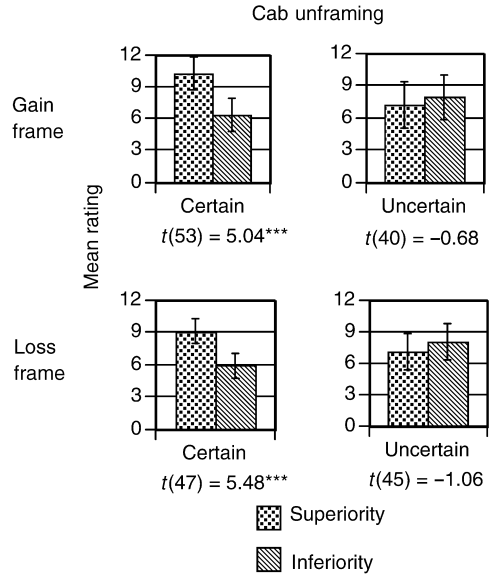 Cab unframing
Gain
frame
Mean rating
12
9
6
3
0
Certain
t(53) = 5.04***
12
9
6
3
0
Uncertain
t(40) = –0.68
Loss
frame
12
9
6
3
0
Certain
t(47) = 5.48***
12
9
6
3
0
Uncertain
t(45) = –1.06
Superiority
Inferiority